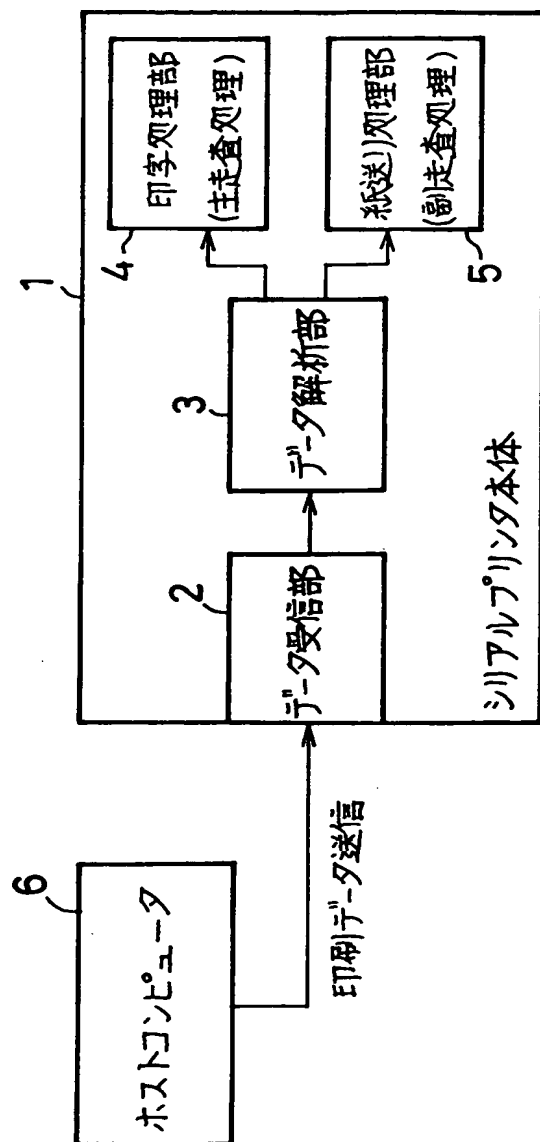 6
ホストコンピュータ
印刷データ送信
1
2
データ受信部
3
データ解析部
4
印字処理部
(主走査処理)
5
紙送り処理部
(副走査処理)
シリアルプリンタ本体